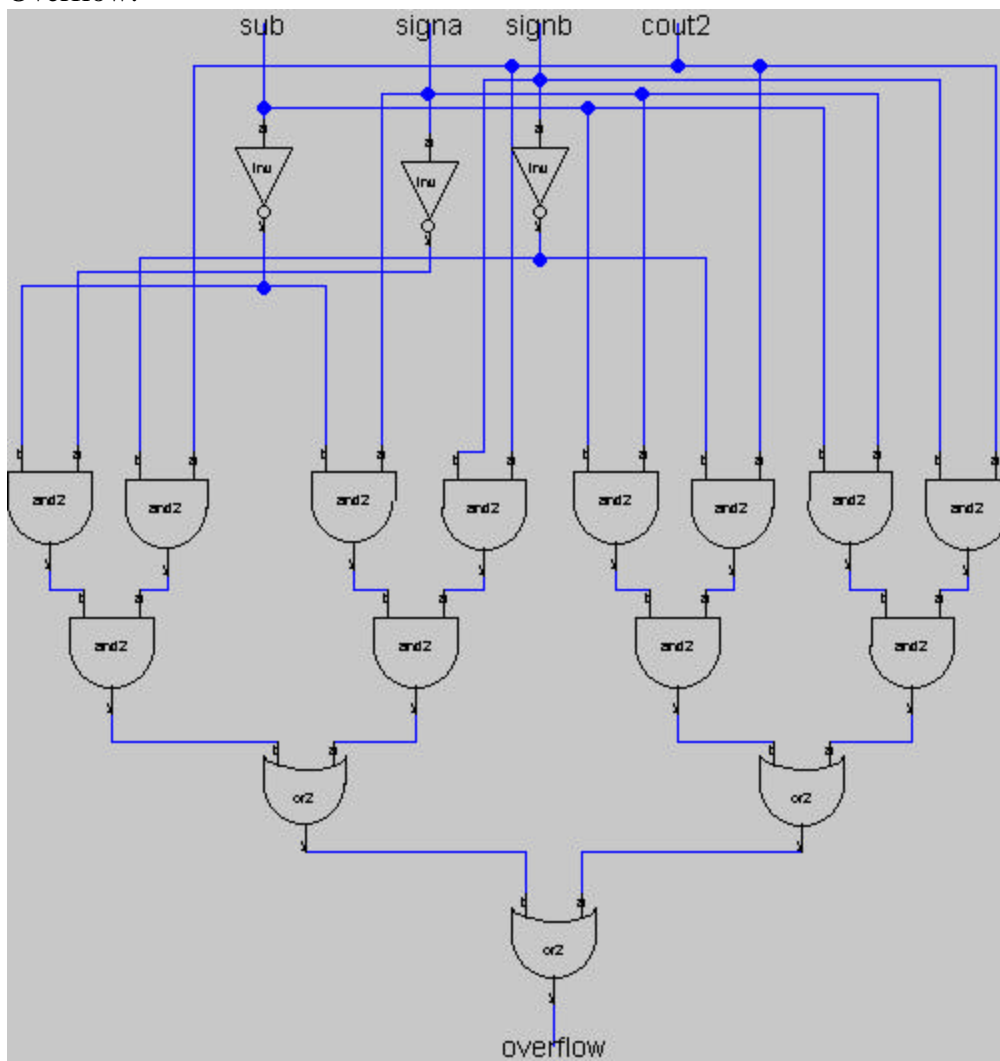 Overflow:
sub signa signb cout2
a a a
inv inv inv
y y y
b a b a b a b a b a b a b a b a
and2 and2 and2 and2 and2 and2 and2 and2
y y y y y y y y
b a b a b a b a
and2 and2 and2 and2
y y y y
b a b a
or2 or2
y y
b a
or2
y
overflow